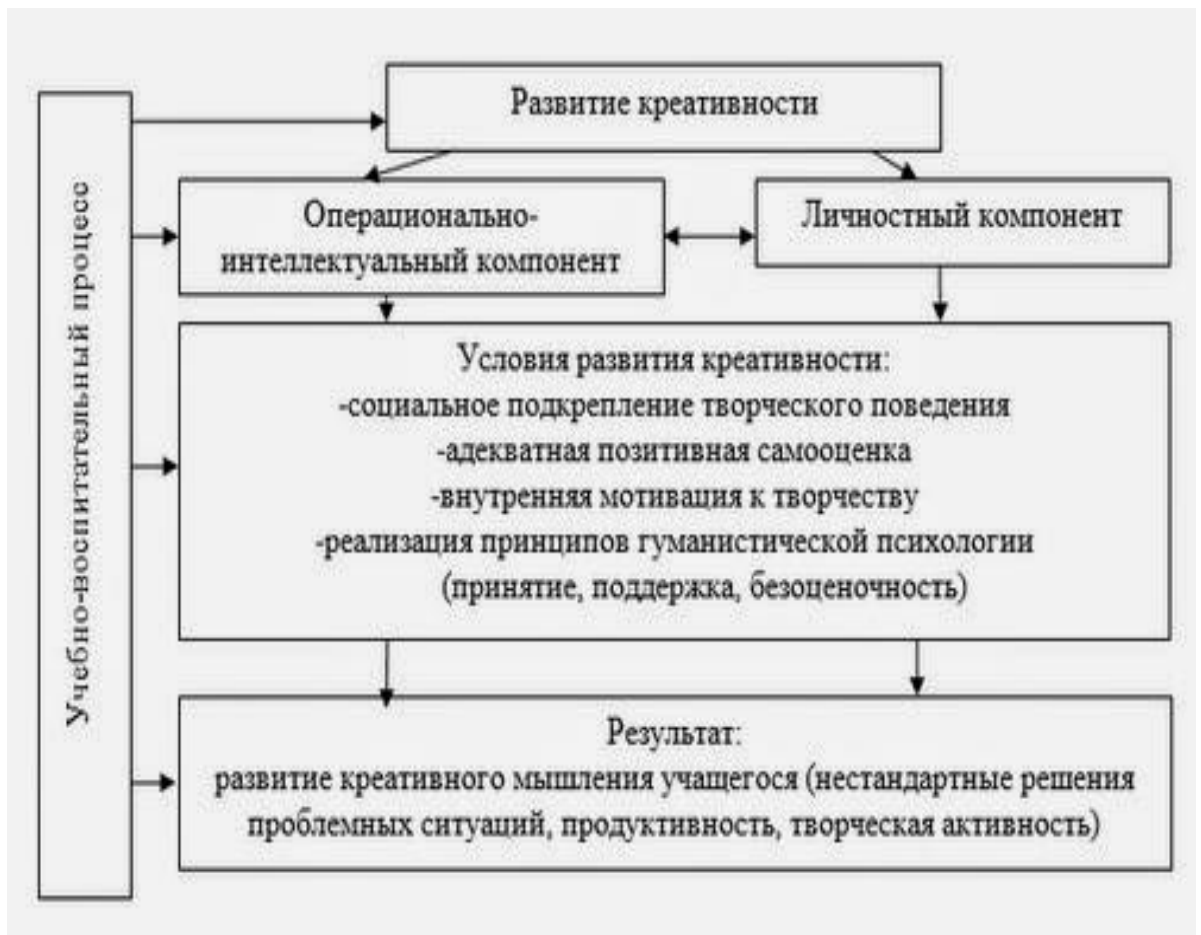 Развитие креативности
Учебно-воспитательный процесс
Операционально-
интеллектуальный компонент
Личностный компонент
Условия развития креативности:
-социальное подкрепление творческого поведения
-адекватная позитивная самооценка
-внутренняя мотивация к творчеству
-реализация принципов гуманистической психологии
(принятие, поддержка, безоценочность)
Результат:
развитие креативного мышления учащегося (нестандартные решения
проблемных ситуаций, продуктивность, творческая активность)